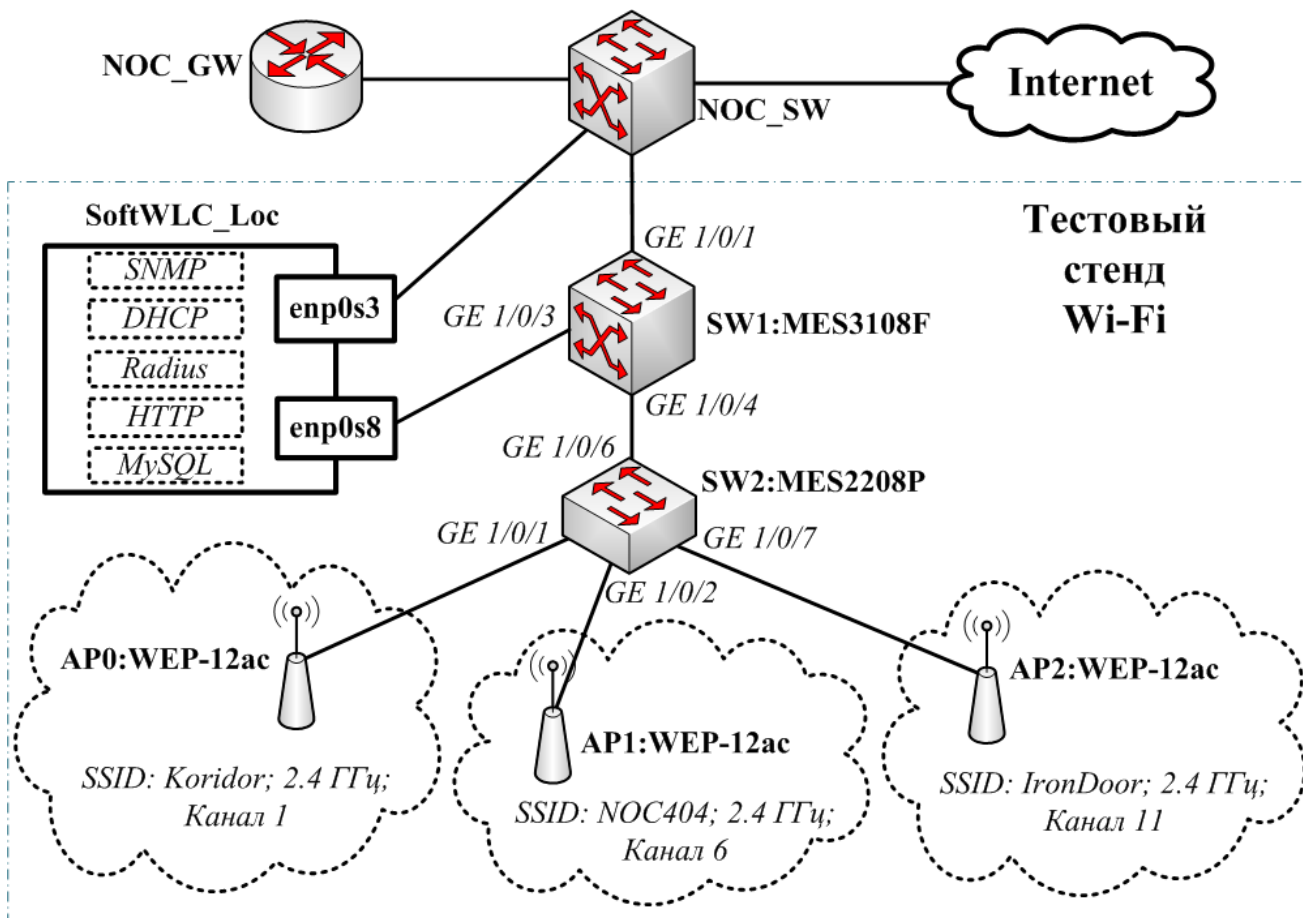 NOC_GW
NOC_SW
Internet
SoftWLC_Loc
SNMP
DHCP
Radius
HTTP
MySQL
enp0s3
enp0s8
GE 1/0/1
GE 1/0/3
SW1:MES3108F
GE 1/0/4
Тестовый
стенд
Wi-Fi
GE 1/0/6
SW2:MES2208P
GE 1/0/1
GE 1/0/7
GE 1/0/2
AP0:WEP-12ac
SSID: Koridor; 2.4 ГГц;
Канал 1
AP1:WEP-12ac
SSID: NOC404; 2.4 ГГц;
Канал 6
AP2:WEP-12ac
SSID: IronDoor; 2.4 ГГц;
Канал 11